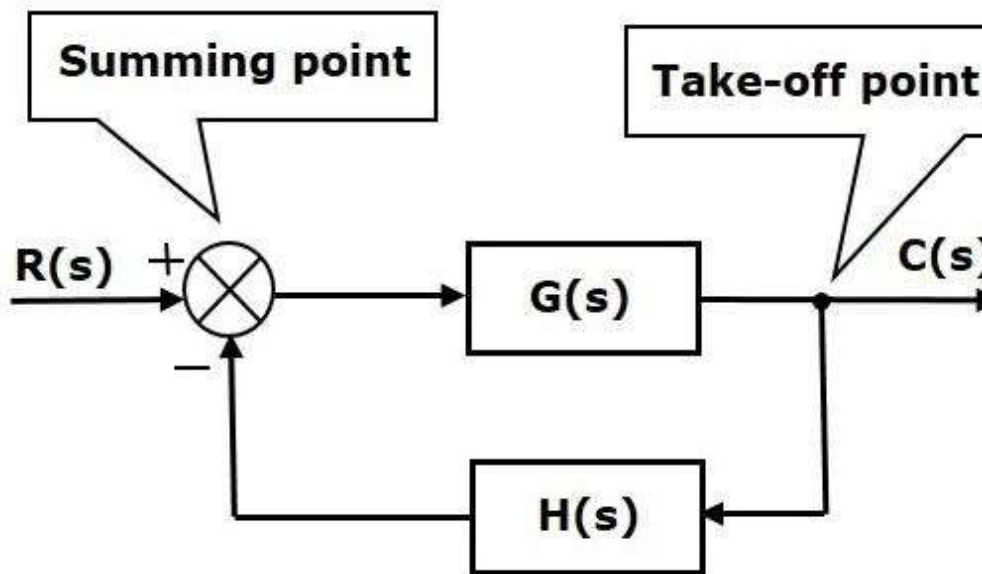 Summing point
Take-off point
R(s)
+
C(s)
G(s)
−
H(s)